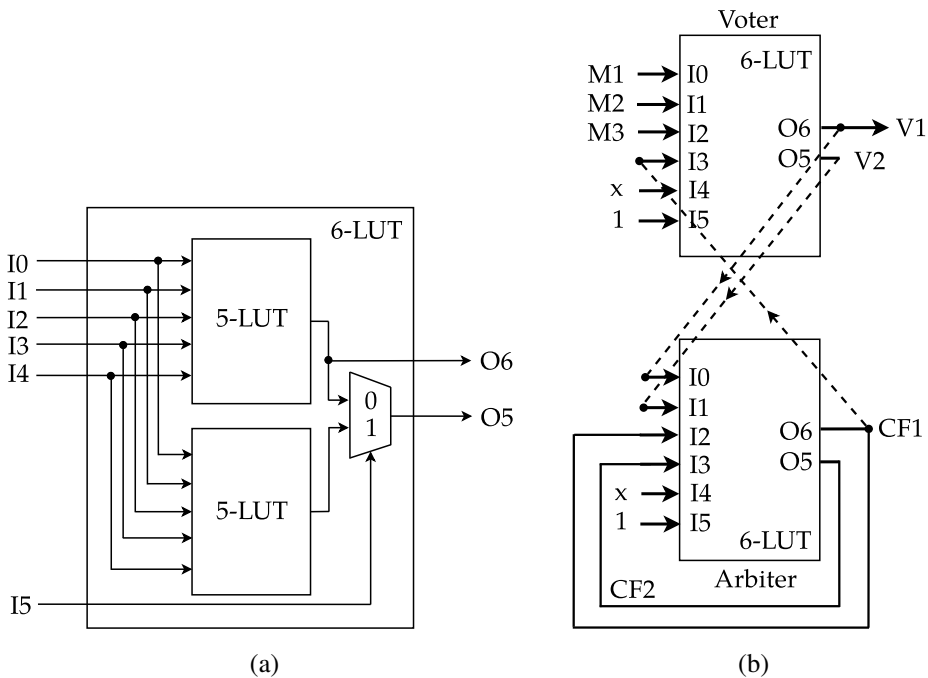 6-LUT
I0
I1
I2
I3
I4
5-LUT
O6
0
1
O5
5-LUT
I5
(a)
Voter
6-LUT
M1 I0
M2 I1
M3 I2
O6 V1
I3
O5 V2
x I4
1 I5
I0
I1
I2
O6 CF1
I3
O5
x I4
1 I5
6-LUT
Arbiter
CF2
(b)